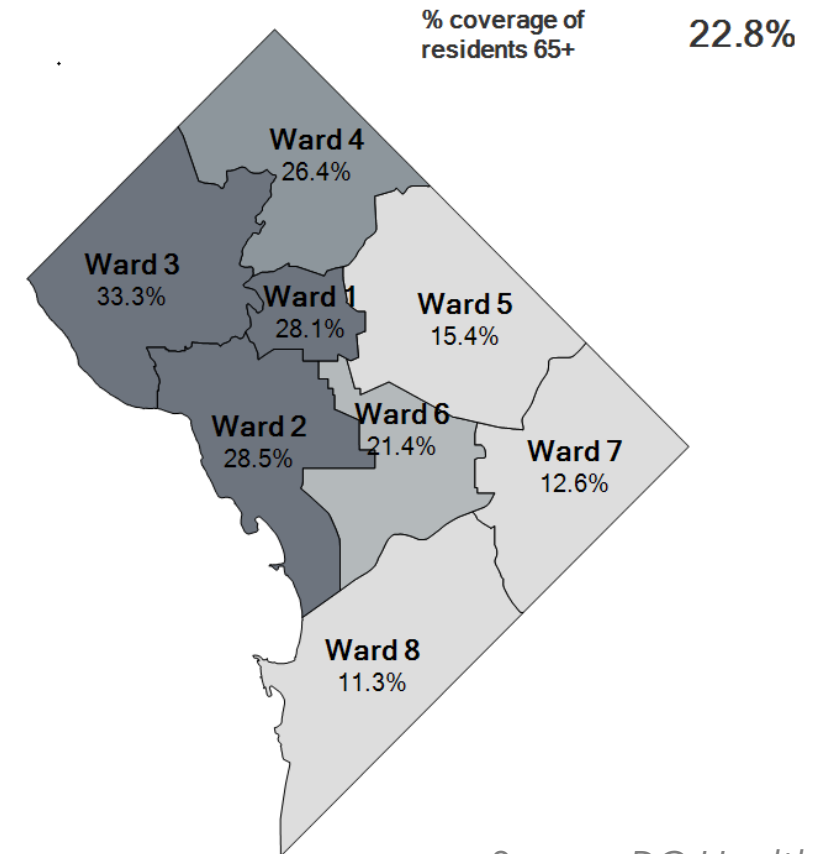 % coverage of
residents 65+
22.8%
Ward 4
26.4%
Ward 3
33.3%
Ward 1
28.1%
Ward 5
15.4%
Ward 2
28.5%
Ward 6
21.4%
Ward 7
12.6%
Ward 8
11.3%